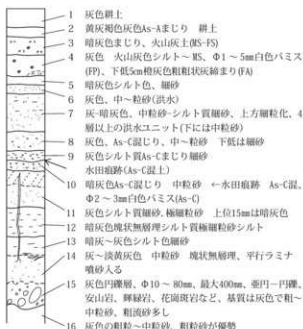 1 灰色耕土
2 黄灰褐色灰色As-Aまじり 耕土
3 暗灰色まじり、火山灰土(MS-FS)
4 灰色 火山灰色シルト～MS、Φ1～5mm白色パミス
(FP)、下低5cm橙灰色粗粗状灰締まり(FA)
5 暗灰色シルト色、細砂
6 灰色、中～粒砂(洪水)
7 灰-暗灰色、中粒砂-シルト質細砂、上方細粒化、4
層以上の洪水ユニット(下には中粒砂)
8 灰色、As-C混じり、中～粒砂 下低は細砂
9 灰色シルト質As-Cまじり細砂
水田痕跡(As-C混土)
10 暗灰色As-C混じり 中粒砂 ←水田痕跡 As-C混、
Φ2～3mm白色パミス(As-C)
11 灰色シルト質細砂、極細粒砂 上位15mmは暗灰色
12 暗灰色塊状無層理シルト質極細粒砂シルト
13 暗灰～灰色シルト色細砂
14 灰～淡黄灰色 中粒砂 塊状無層理、平行ラミナ
噴砂入る
15 灰色円礫層、Φ10～80mm、最大400mm、亜円－円礫、
安山岩、輝緑岩、花崗斑岩など、基質は灰色で粗～
中粒砂、粗流砂多し
16 灰色の粗粒～中粒砂、粗粒砂が優勢